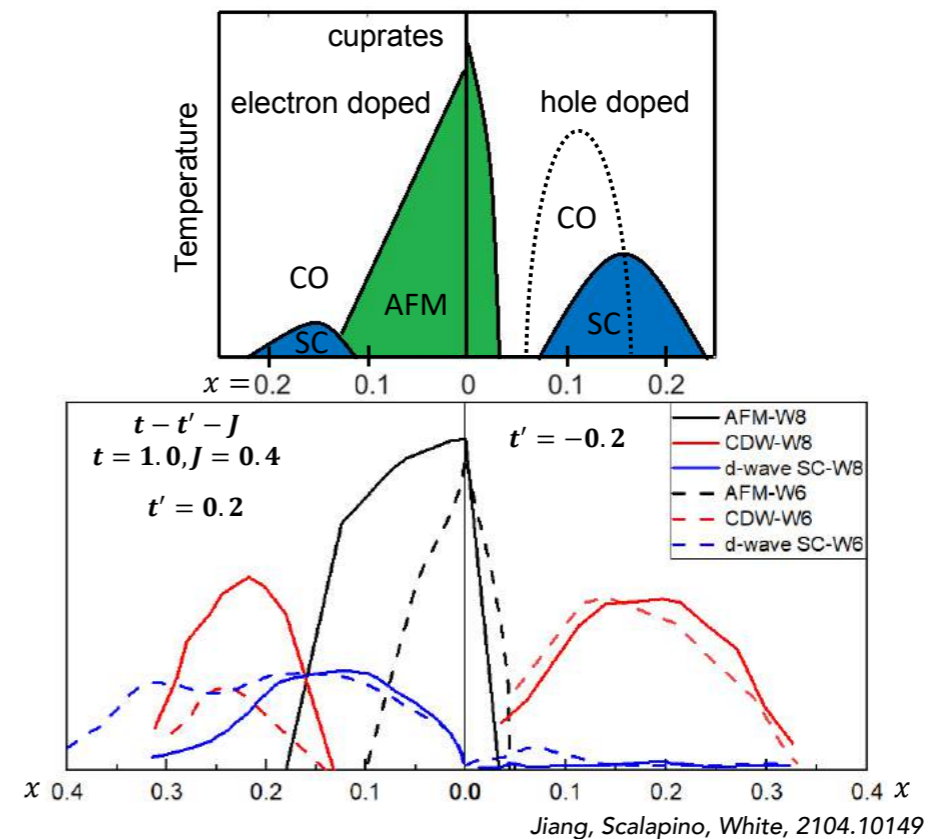 cuprates
electron doped
hole doped
Temperature
CO
CO
AFM
SC
SC
x = 0.2 0.1 0 0.1 0.2
t − t′ − J
t = 1.0, J = 0.4
t′ = 0.2
t′ = −0.2
AFM-W8
CDW-W8
d-wave SC-W8
AFM-W6
CDW-W6
d-wave SC-W6
x 0.4 0.3 0.2 0.1 0.0 0.1 0.2 0.3 0.4 x
Jiang, Scalapino, White, 2104.10149